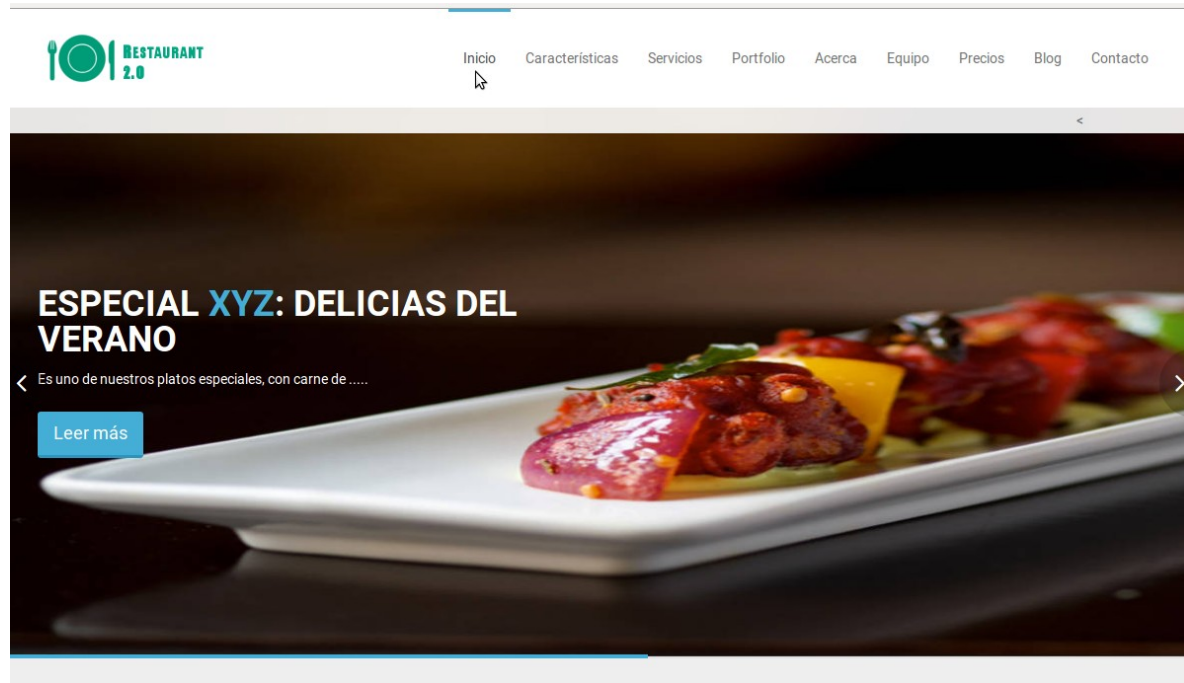 RESTAURANT
2.0
Inicio Características Servicios Portfolio Acerca Equipo Precios Blog Contacto
<
ESPECIAL XYZ: DELICIAS DEL
VERANO
Es uno de nuestros platos especiales, con carne de .....
Leer más